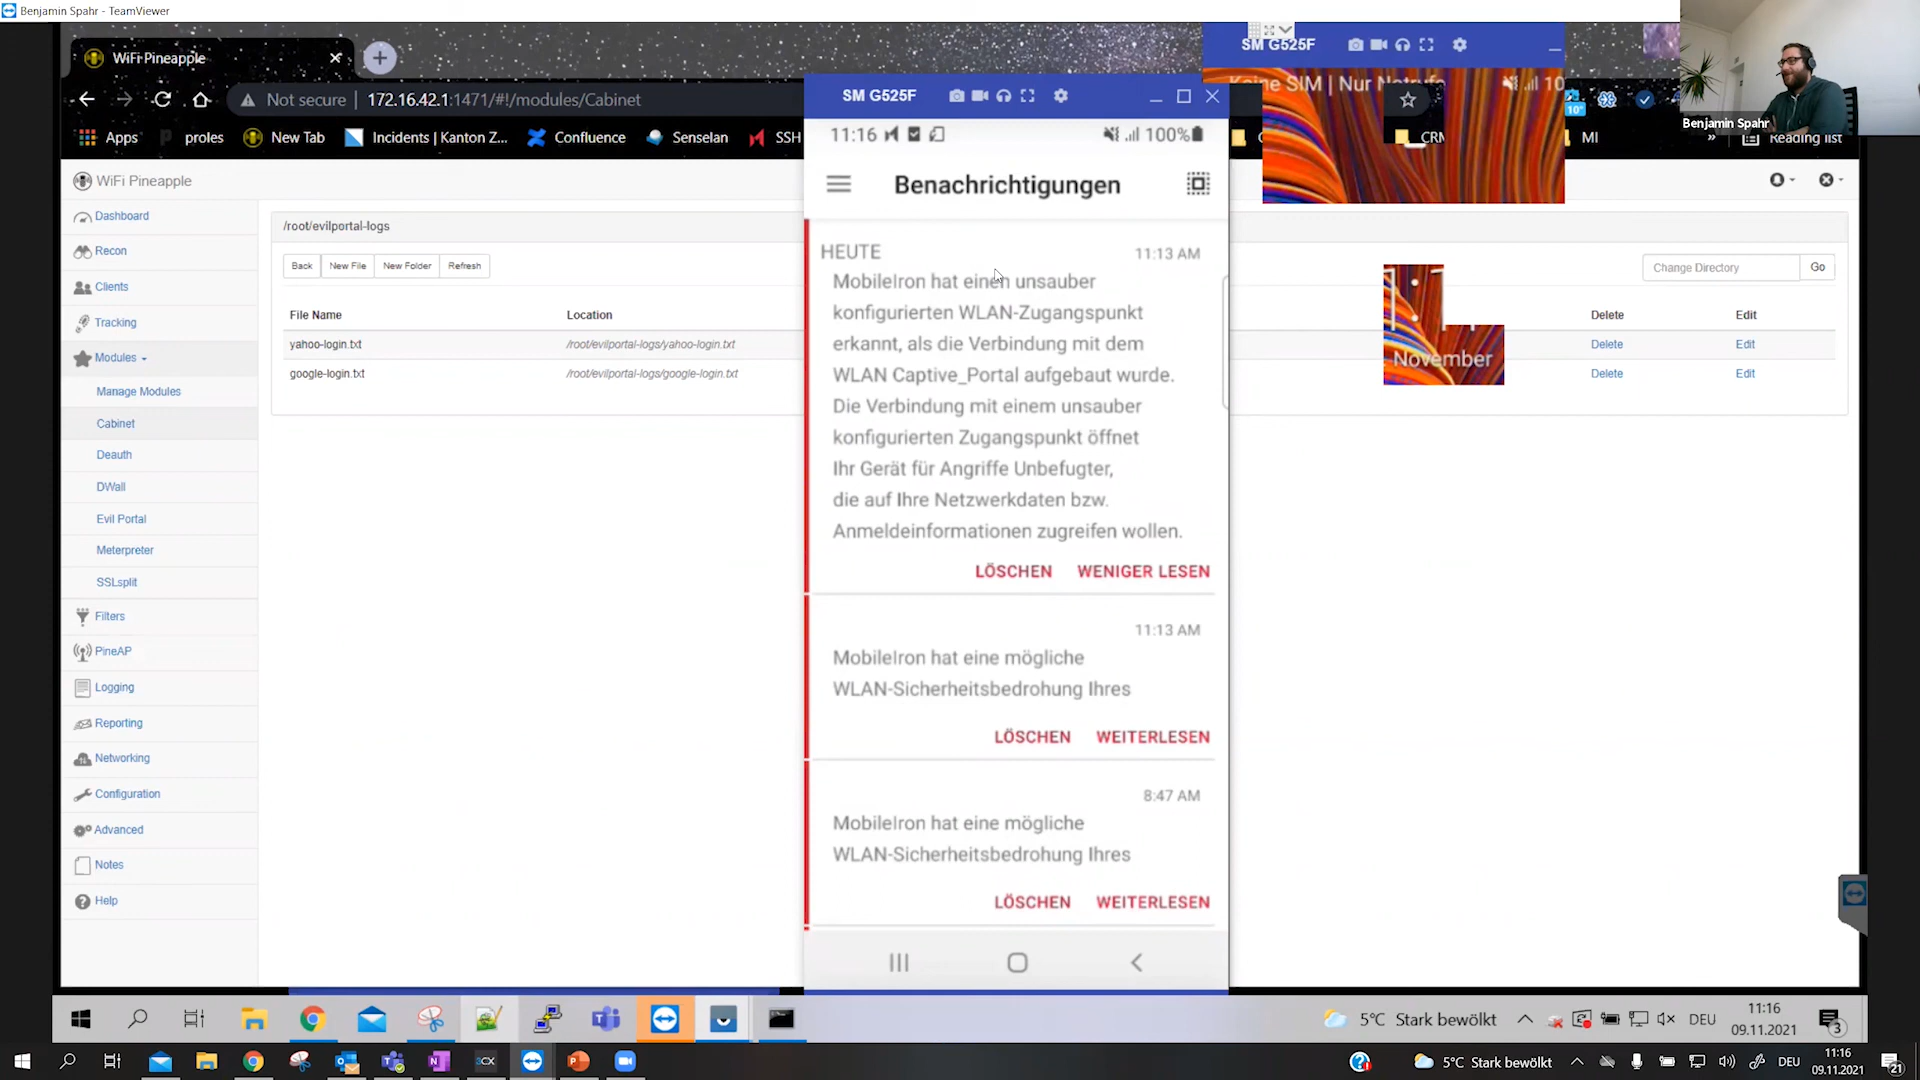 Benjamin Spahr - TeamViewer
WiFi Pineapple
Not secure | 172.16.42.1:1471/#!/modules/Cabinet
Apps
proles
New Tab
Incidents | Kanton Z...
Confluence
Senselan
SSH
CRM
MI
»
Reading list
SM G525F
Keine SIM | Nur Notrufe
10
10°
Benjamin Spahr
WiFi Pineapple
Dashboard
Recon
Clients
Tracking
Modules
Manage Modules
Cabinet
Deauth
DWall
Evil Portal
Meterpreter
SSLsplit
Filters
PineAP
Logging
Reporting
Networking
Configuration
Advanced
Notes
Help
/root/evilportal-logs
Back
New File
New Folder
Refresh
Change Directory
Go
File Name
Location
Delete
Edit
yahoo-login.txt
/root/evilportal-logs/yahoo-login.txt
Delete
Edit
google-login.txt
/root/evilportal-logs/google-login.txt
Delete
Edit
November
SM G525F
11:16
100%
Benachrichtigungen
HEUTE
11:13 AM
MobileIron hat einen unsauber
konfigurierten WLAN-Zugangspunkt
erkannt, als die Verbindung mit dem
WLAN Captive_Portal aufgebaut wurde.
Die Verbindung mit einem unsauber
konfigurierten Zugangspunkt öffnet
Ihr Gerät für Angriffe Unbefugter,
die auf Ihre Netzwerkdaten bzw.
Anmeldeinformationen zugreifen wollen.
LÖSCHEN
WENIGER LESEN
11:13 AM
MobileIron hat eine mögliche
WLAN-Sicherheitsbedrohung Ihres
LÖSCHEN
WEITERLESEN
8:47 AM
MobileIron hat eine mögliche
WLAN-Sicherheitsbedrohung Ihres
LÖSCHEN
WEITERLESEN
5°C Stark bewölkt
DEU
11:16
09.11.2021
3
3CX
5°C Stark bewölkt
DEU
11:16
09.11.2021
21